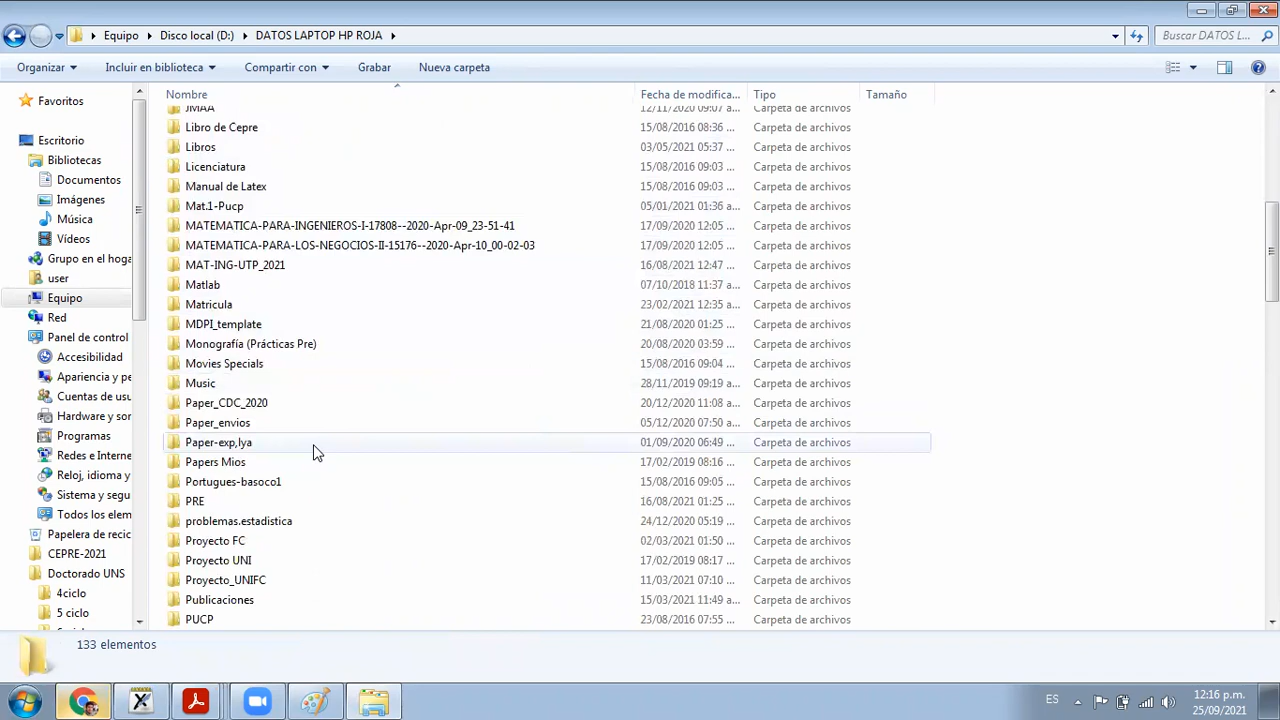 Equipo ▸ Disco local (D:) ▸ DATOS LAPTOP HP ROJA ▸
Buscar DATOS L...
Organizar
Incluir en biblioteca
Compartir con
Grabar
Nueva carpeta
Favoritos
Escritorio
Bibliotecas
Documentos
Imágenes
Música
Vídeos
Grupo en el hoga
user
Equipo
Red
Panel de control
Accesibilidad
Apariencia y pe
Cuentas de usu
Hardware y sor
Programas
Redes e Interne
Reloj, idioma y
Sistema y segu
Todos los elem
Papelera de recic
CEPRE-2021
Doctorado UNS
4ciclo
5 ciclo
Nombre Fecha de modifica... Tipo Tamaño
JMAA 12/11/2020 09:07 a... Carpeta de archivos
Libro de Cepre 15/08/2016 08:36 ... Carpeta de archivos
Libros 03/05/2021 05:37 ... Carpeta de archivos
Licenciatura 15/08/2016 09:03 ... Carpeta de archivos
Manual de Latex 15/08/2016 09:03 ... Carpeta de archivos
Mat.1-Pucp 05/01/2021 01:36 a... Carpeta de archivos
MATEMATICA-PARA-INGENIEROS-I-17808--2020-Apr-09_23-51-41 17/09/2020 12:05 ... Carpeta de archivos
MATEMATICA-PARA-LOS-NEGOCIOS-II-15176--2020-Apr-10_00-02-03 17/09/2020 12:05 ... Carpeta de archivos
MAT-ING-UTP_2021 16/08/2021 12:47 ... Carpeta de archivos
Matlab 07/10/2018 11:37 a... Carpeta de archivos
Matricula 23/02/2021 12:35 a... Carpeta de archivos
MDPI_template 21/08/2020 01:25 ... Carpeta de archivos
Monografía (Prácticas Pre) 20/08/2020 03:59 ... Carpeta de archivos
Movies Specials 15/08/2016 09:04 ... Carpeta de archivos
Music 28/11/2019 09:19 a... Carpeta de archivos
Paper_CDC_2020 20/12/2020 11:08 a... Carpeta de archivos
Paper_envios 05/12/2020 07:50 a... Carpeta de archivos
Paper-exp,lya 01/09/2020 06:49 ... Carpeta de archivos
Papers Mios 17/02/2019 08:16 ... Carpeta de archivos
Portugues-basoco1 15/08/2016 09:05 ... Carpeta de archivos
PRE 16/08/2021 01:25 ... Carpeta de archivos
problemas.estadistica 24/12/2020 05:19 ... Carpeta de archivos
Proyecto FC 02/03/2021 01:50 ... Carpeta de archivos
Proyecto UNI 17/02/2019 08:17 ... Carpeta de archivos
Proyecto_UNIFC 11/03/2021 07:10 ... Carpeta de archivos
Publicaciones 15/03/2021 11:49 a... Carpeta de archivos
PUCP 23/08/2016 07:55 ... Carpeta de archivos
133 elementos
ES
12:16 p.m.
25/09/2021